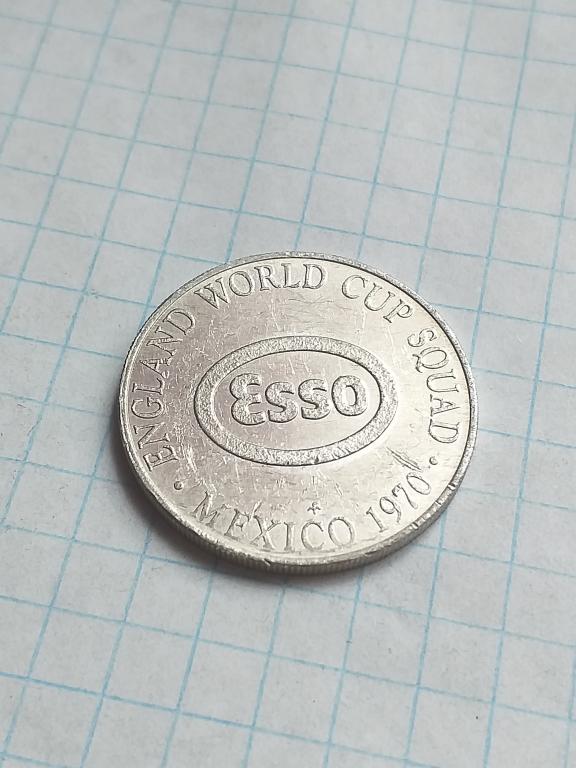 ENGLAND WORLD CUP SQUAD
Esso
· MEXICO 1970 ·